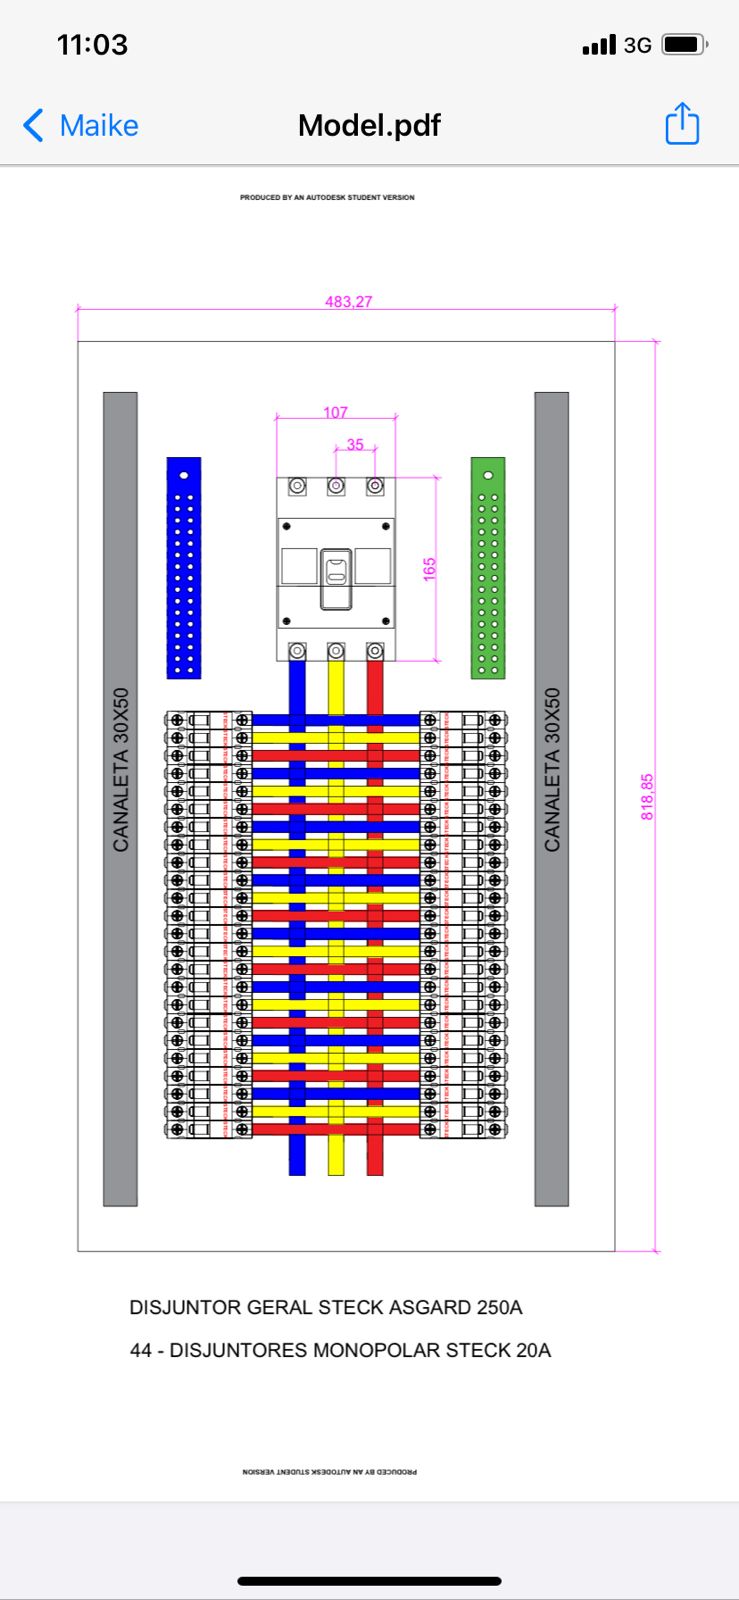 11:03
3G
Maike
Model.pdf
PRODUCED BY AN AUTODESK STUDENT VERSION
483,27
107
35
165
CANALETA 30X50
CANALETA 30X50
818,85
DISJUNTOR GERAL STECK ASGARD 250A
44 - DISJUNTORES MONOPOLAR STECK 20A
PRODUCED BY AN AUTODESK STUDENT VERSION